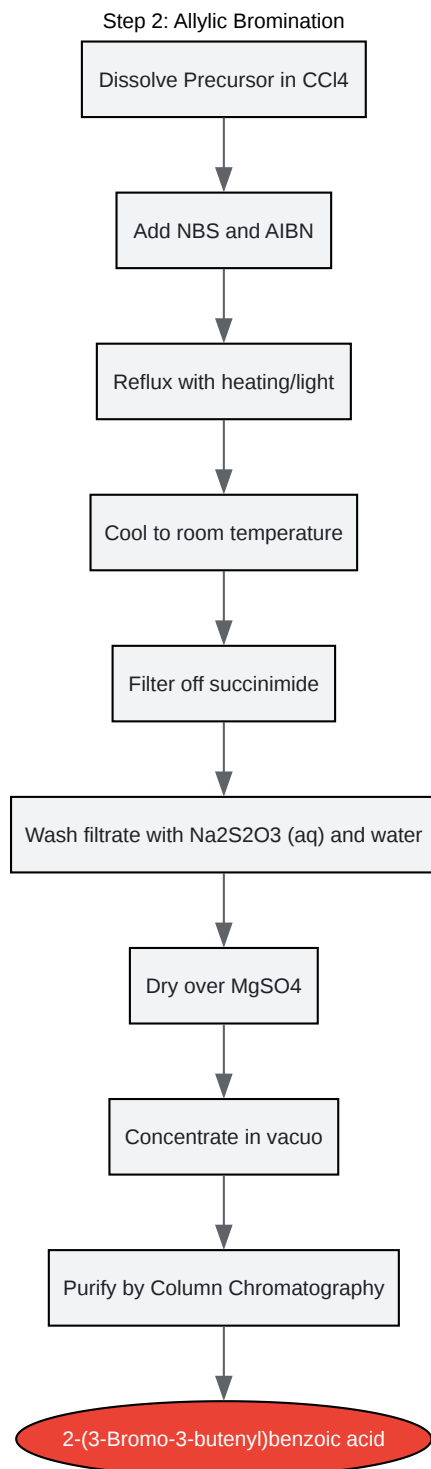 Step 2: Allylic Bromination
Dissolve Precursor in CCl4
Add NBS and AIBN
Reflux with heating/light
Cool to room temperature
Filter off succinimide
Wash filtrate with Na2S2O3 (aq) and water
Dry over MgSO4
Concentrate in vacuo
Purify by Column Chromatography
2-(3-Bromo-3-butenyl)benzoic acid